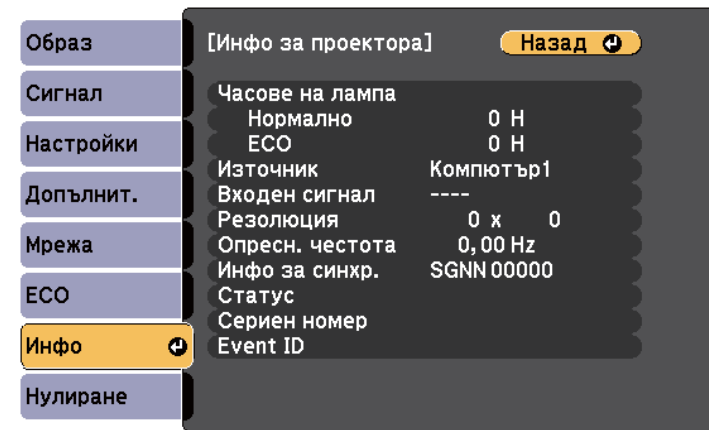 Образ
Сигнал
Настройки
Допълнит.
Мрежа
ECO
Инфо
Нулиране
[Инфо за проектора] Назад
Часове на лампа
Нормално 0 H
ECO 0 H
Източник Компютър1
Входен сигнал ----
Резолюция 0 x 0
Опресн. честота 0,00 Hz
Инфо за синхр. SGNN00000
Статус
Сериен номер
Event ID